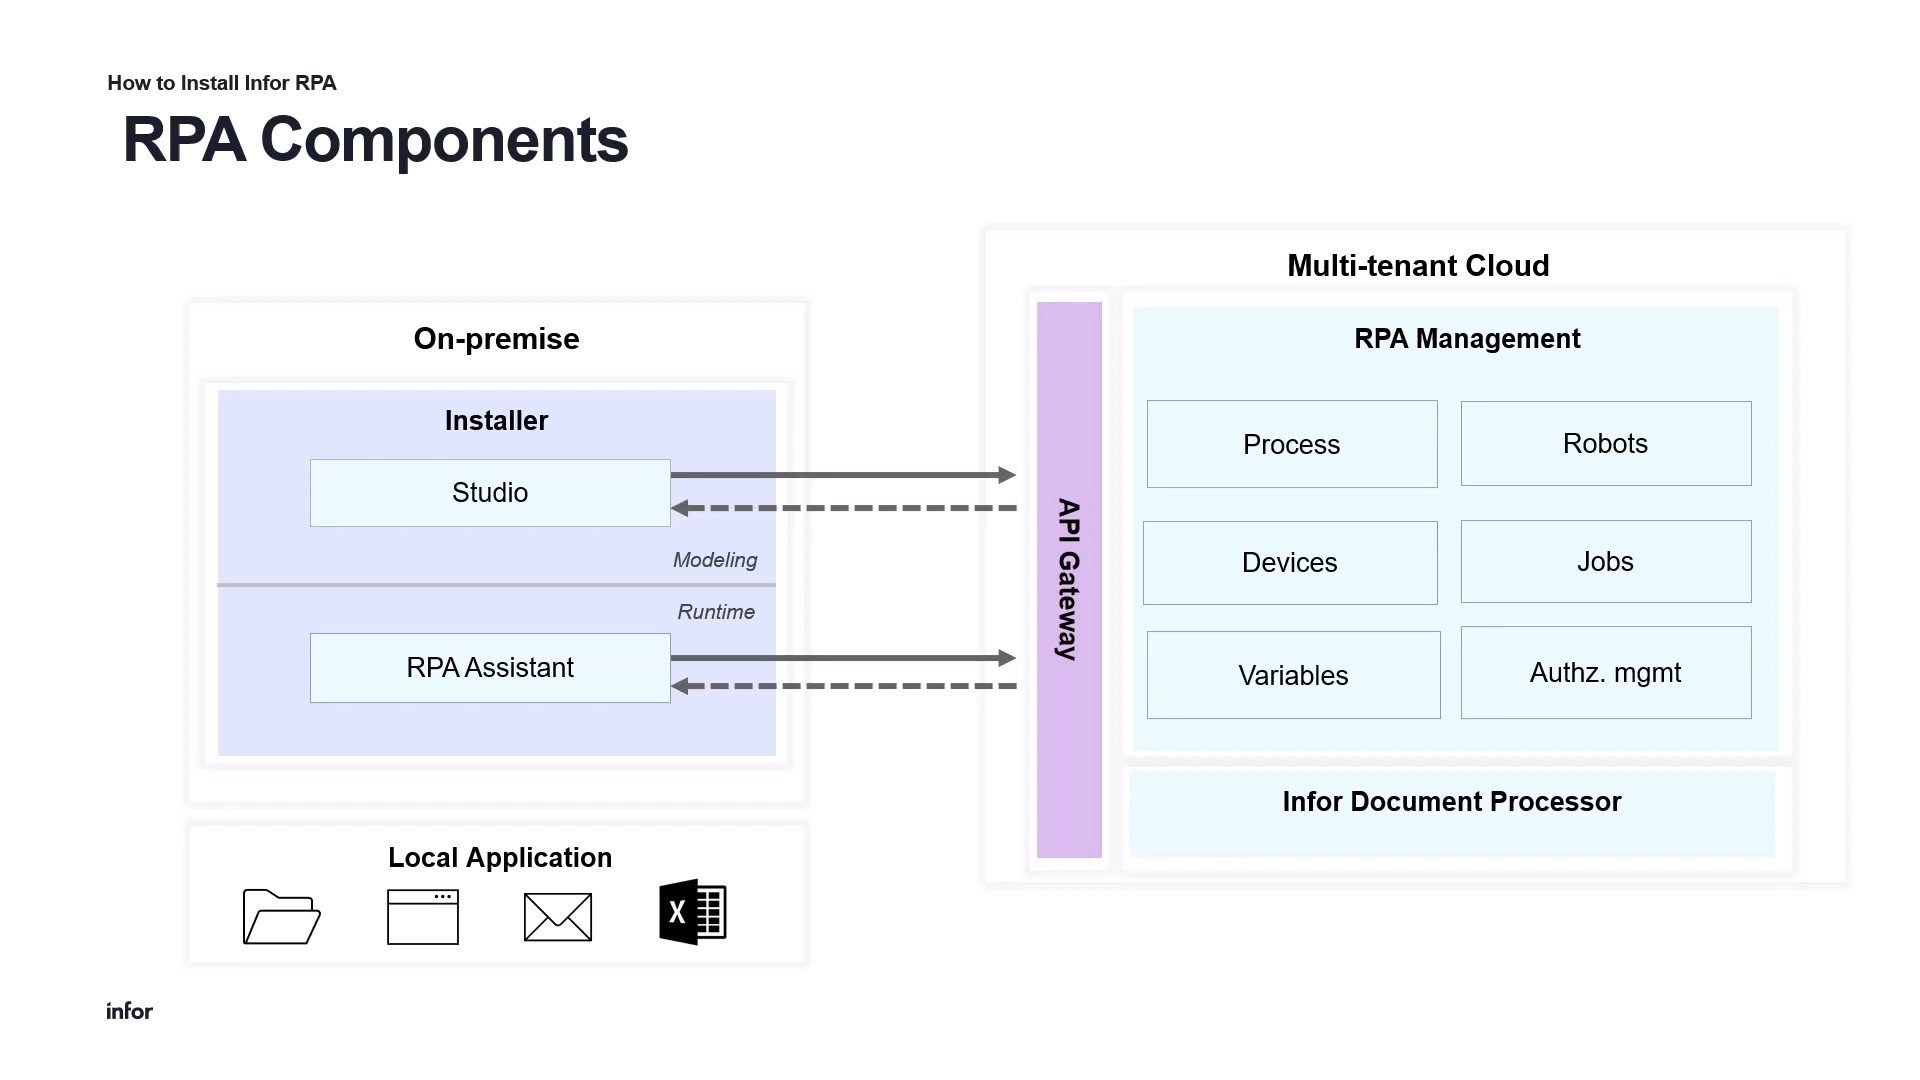 How to Install Infor RPA
RPA Components
On-premise
Installer
Studio
Modeling
Runtime
RPA Assistant
Local Application
X
Multi-tenant Cloud
API Gateway
RPA Management
Process
Robots
Devices
Jobs
Variables
Authz. mgmt
Infor Document Processor
infor